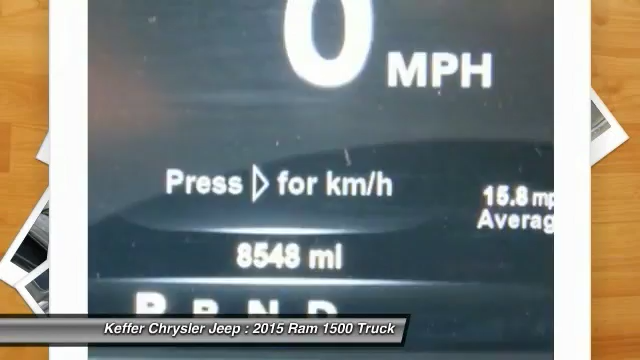 0 MPH
Press ▷ for km/h
15.8 mp
Averag
8548 mi
P R N D
Keffer Chrysler Jeep : 2015 Ram 1500 Truck